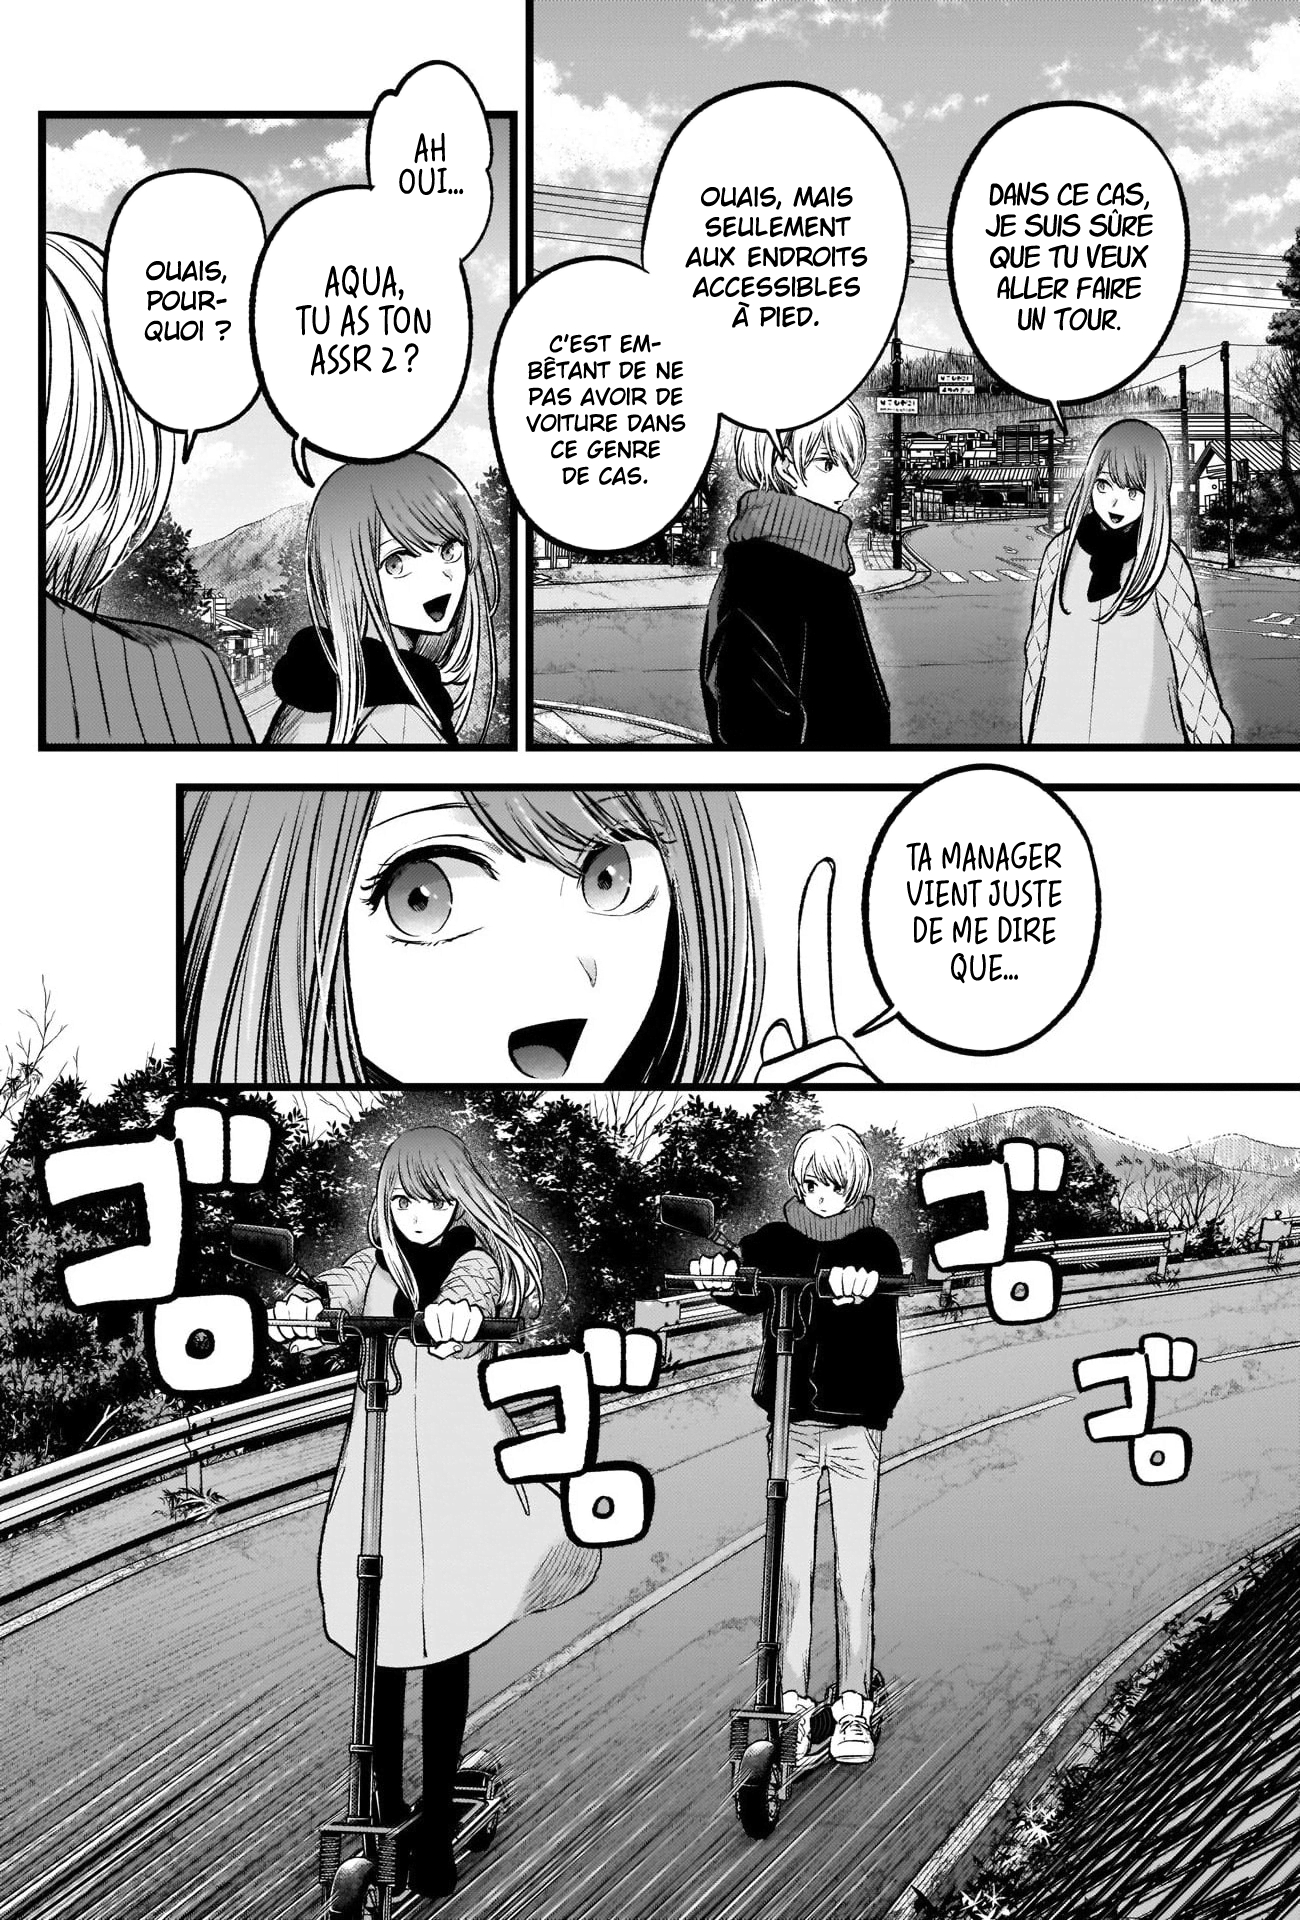 DANS CE CAS,
JE SUIS SÛRE
QUE TU VEUX
ALLER FAIRE
UN TOUR.
OUAIS, MAIS
SEULEMENT
AUX ENDROITS
ACCESSIBLES
À PIED.
C'EST EM-
BÊTANT DE NE
PAS AVOIR DE
VOITURE DANS
CE GENRE
DE CAS.
AH
OUI...
AQUA,
TU AS TON
ASSR 2 ?
OUAIS,
POUR-
QUOI ?
TA MANAGER
VIENT JUSTE
DE ME DIRE
QUE...
ゴ。
ゴ。
ゴ。
ゴ。